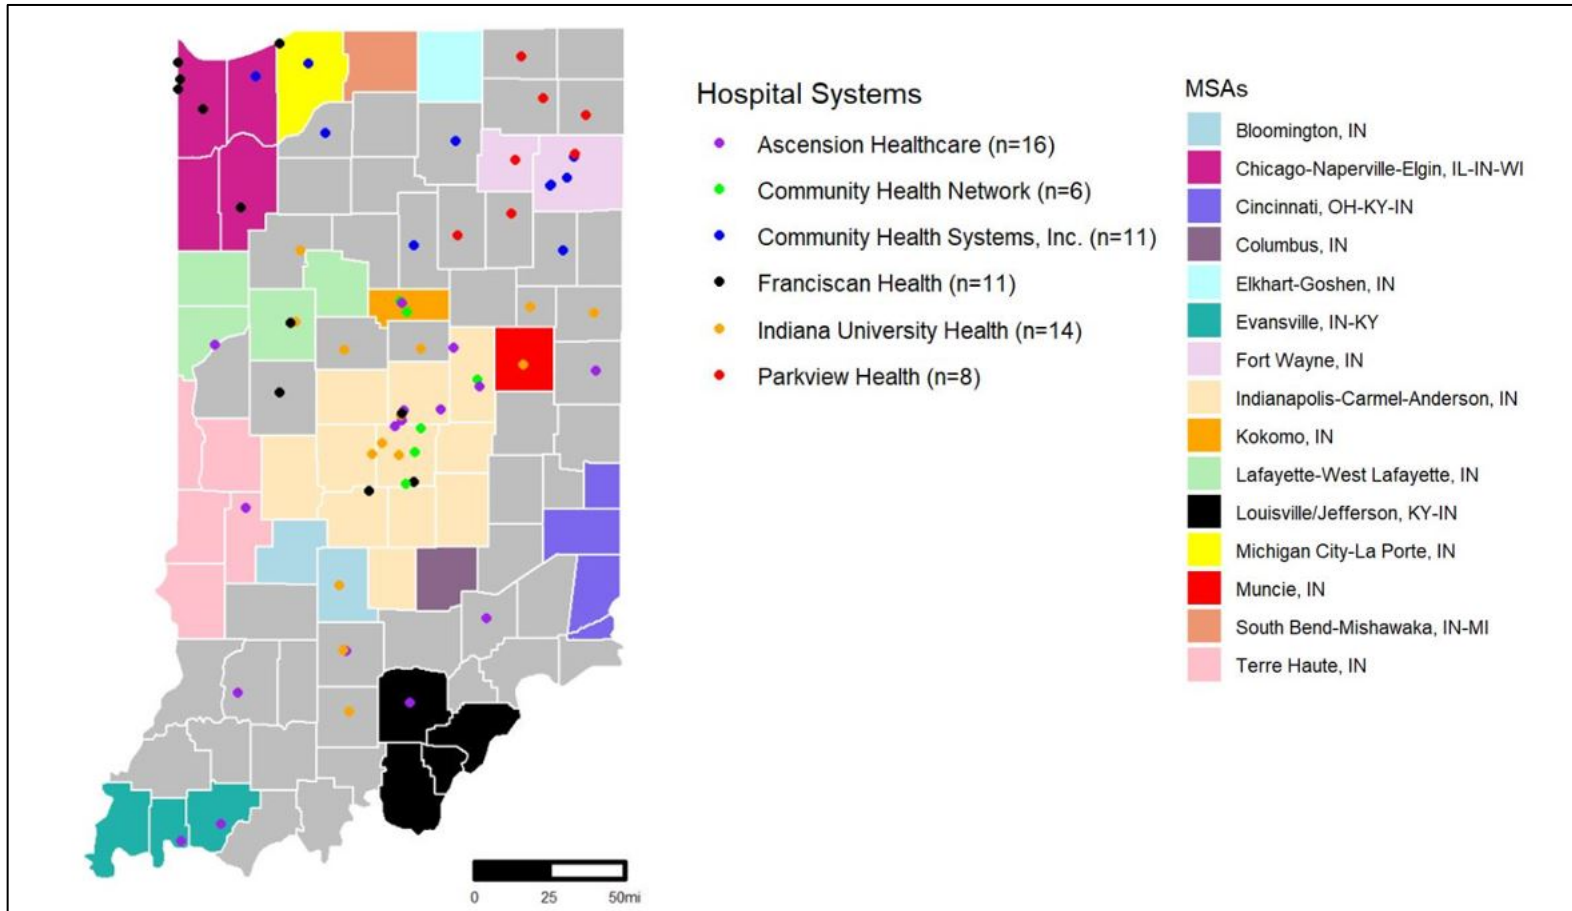 Hospital Systems
Ascension Healthcare (n=16)
Community Health Network (n=6)
Community Health Systems, Inc. (n=11)
Franciscan Health (n=11)
Indiana University Health (n=14)
Parkview Health (n=8)
MSAs
Bloomington, IN
Chicago-Naperville-Elgin, IL-IN-WI
Cincinnati, OH-KY-IN
Columbus, IN
Elkhart-Goshen, IN
Evansville, IN-KY
Fort Wayne, IN
Indianapolis-Carmel-Anderson, IN
Kokomo, IN
Lafayette-West Lafayette, IN
Louisville/Jefferson, KY-IN
Michigan City-La Porte, IN
Muncie, IN
South Bend-Mishawaka, IN-MI
Terre Haute, IN
0 25 50mi